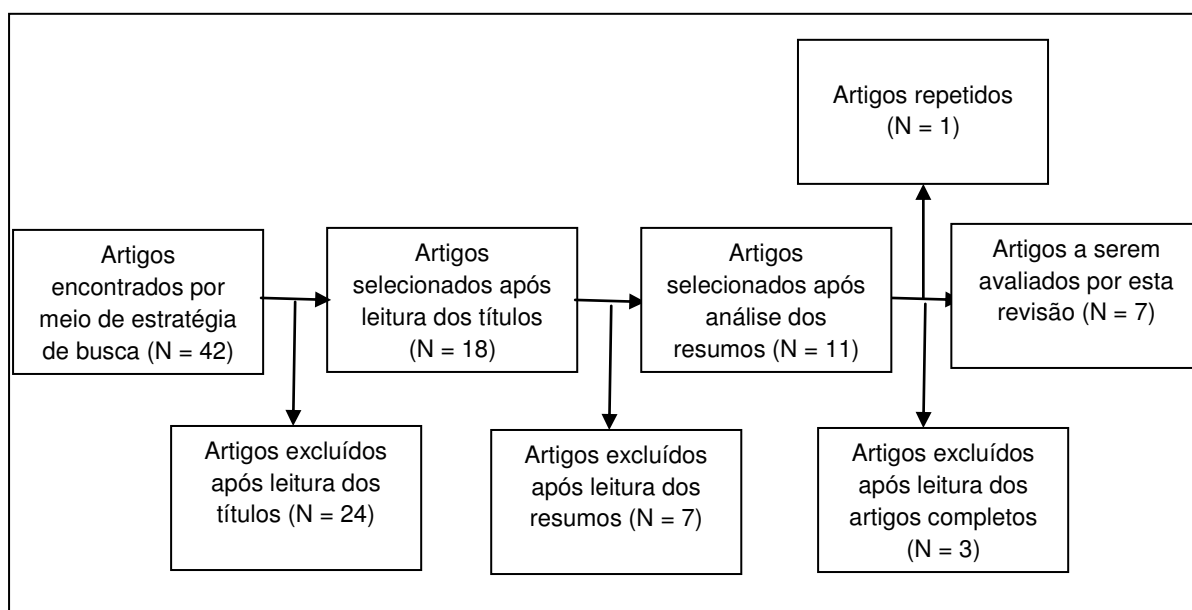 Artigos repetidos
(N = 1)
Artigos
encontrados por
meio de estratégia
de busca (N = 42)
Artigos
selecionados após
leitura dos títulos
(N = 18)
Artigos
selecionados após
análise dos
resumos (N = 11)
Artigos a serem
avaliados por esta
revisão (N = 7)
Artigos excluídos
após leitura dos
títulos (N = 24)
Artigos excluídos
após leitura dos
resumos (N = 7)
Artigos excluídos
após leitura dos
artigos completos
(N = 3)